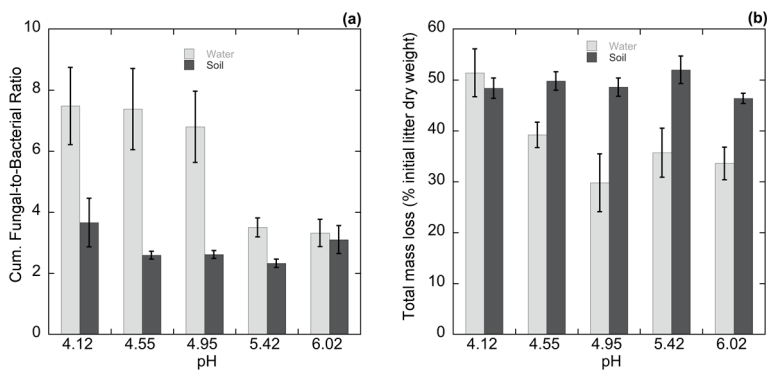 (a)
Cum. Fungal-to-Bacterial Ratio
10
8
6
4
2
0
Water
Soil
4.12 4.55 4.95 5.42 6.02
pH
(b)
Total mass loss (% initial litter dry weight)
60
50
40
30
20
10
0
Water
Soil
4.12 4.55 4.95 5.42 6.02
pH